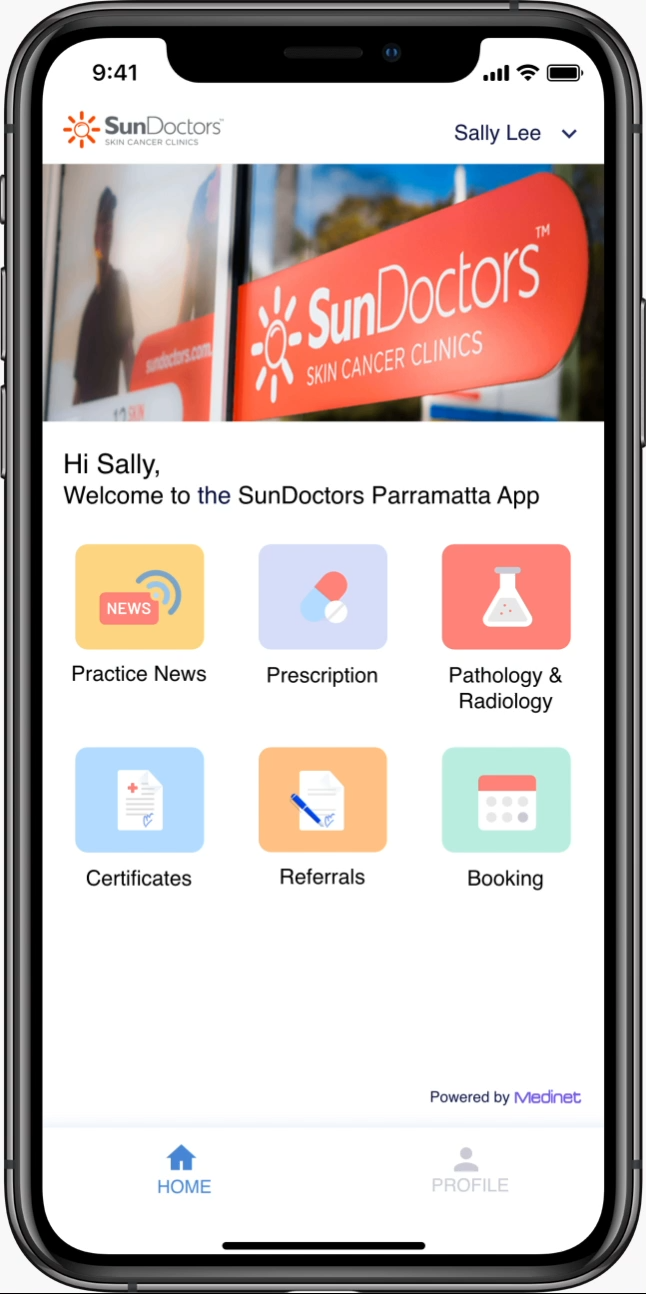 9:41
SunDoctors™
SKIN CANCER CLINICS
Sally Lee
sundoctors.com
SunDoctors™
SKIN CANCER CLINICS
Hi Sally,
Welcome to the SunDoctors Parramatta App
NEWS
Practice News
Prescription
Pathology &
Radiology
Certificates
Referrals
Booking
Powered by Medinet
HOME
PROFILE